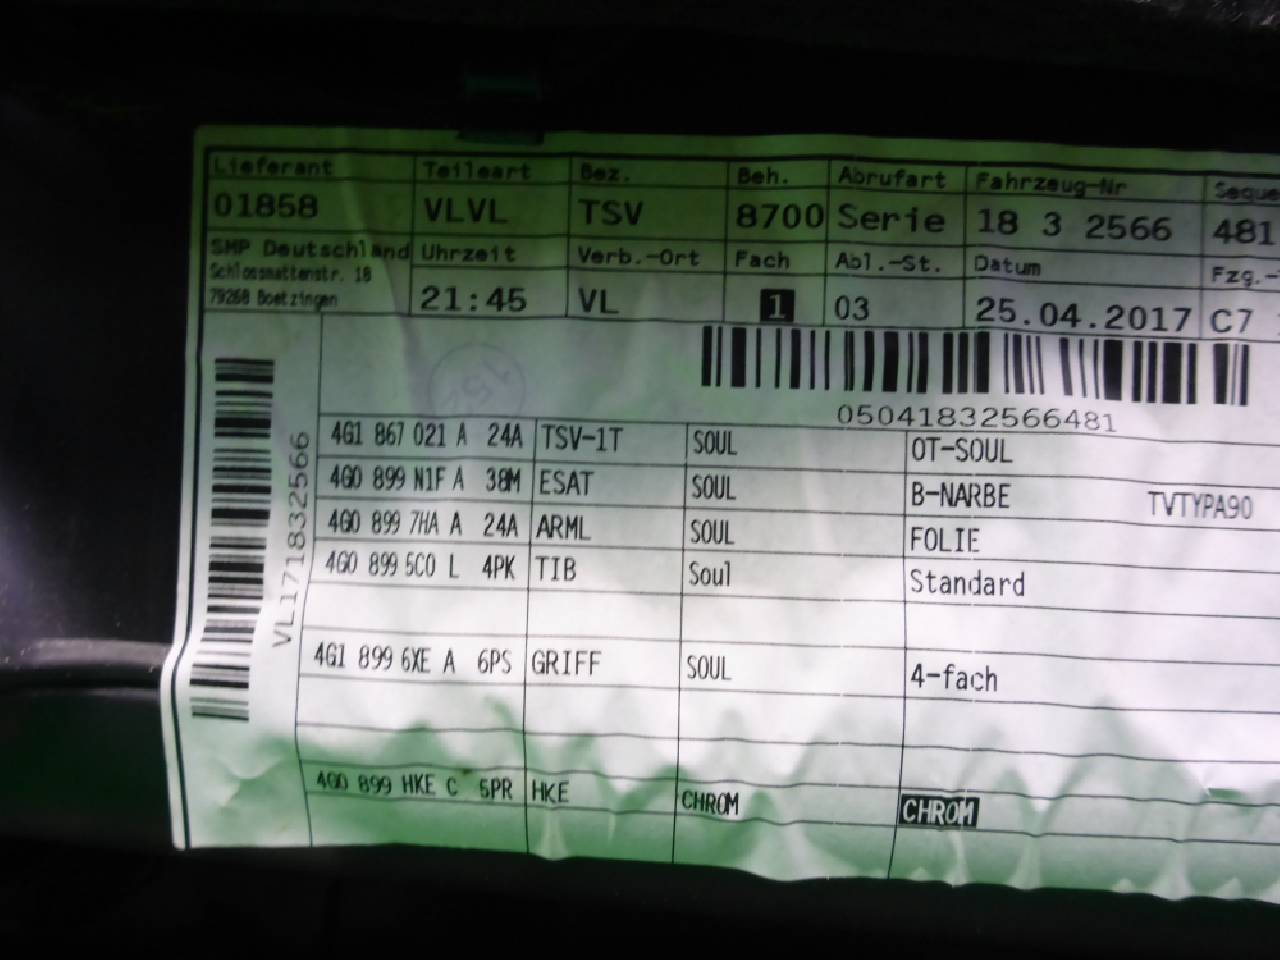 Lieferant Teileart Bez. Beh. Abrufart Fahrzeug-Nr Seque
01858 VLVL TSV 8700 Serie 18 3 2566 481
SMP Deutschland Uhrzeit Verb.-Ort Fach Abl.-St. Datum Fzg.-
Schlossmattenstr. 18
79268 Boetzingen 21:45 VL 1 03 25.04.2017 C7
152
05041832566481
VL171832566
4G1 867 021 A 24A TSV-1T SOUL OT-SOUL
4G0 899 N1F A 38M ESAT SOUL B-NARBE TVTYPA90
4G0 899 7HA A 24A ARML SOUL FOLIE
4G0 899 5C0 L 4PK TIB Soul Standard
4G1 899 6XE A 6PS GRIFF SOUL 4-fach
4G0 899 HKE C 5PR HKE CHROM CHROM